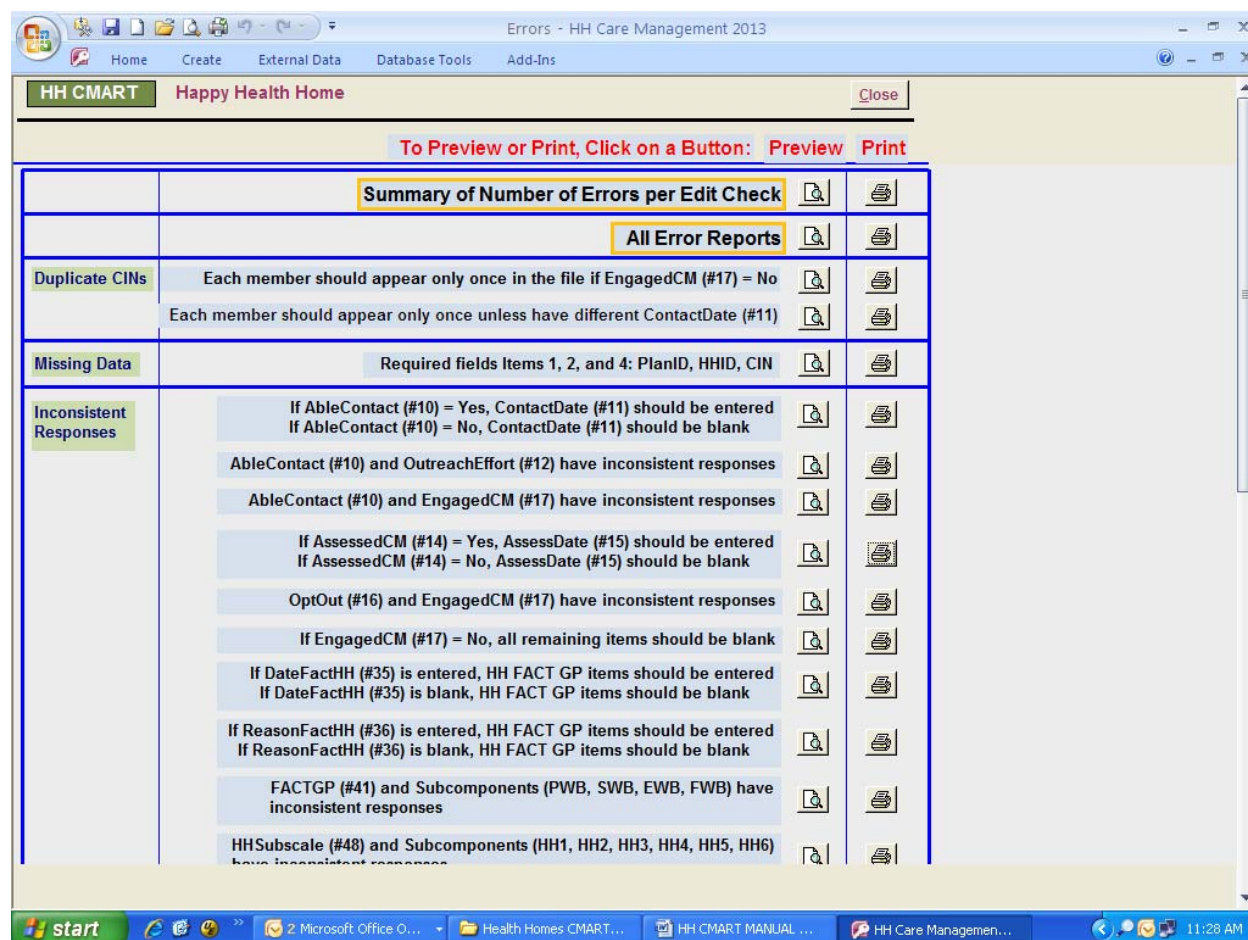 Errors - HH Care Management 2013
Home Create External Data Database Tools Add-Ins
HH CMART Happy Health Home Close
To Preview or Print, Click on a Button: Preview Print
Summary of Number of Errors per Edit Check
All Error Reports
Duplicate CINs Each member should appear only once in the file if EngagedCM (#17) = No
Each member should appear only once unless have different ContactDate (#11)
Missing Data Required fields Items 1, 2, and 4: PlanID, HHID, CIN
Inconsistent
Responses
If AbleContact (#10) = Yes, ContactDate (#11) should be entered
If AbleContact (#10) = No, ContactDate (#11) should be blank
AbleContact (#10) and OutreachEffort (#12) have inconsistent responses
AbleContact (#10) and EngagedCM (#17) have inconsistent responses
If AssessedCM (#14) = Yes, AssessDate (#15) should be entered
If AssessedCM (#14) = No, AssessDate (#15) should be blank
OptOut (#16) and EngagedCM (#17) have inconsistent responses
If EngagedCM (#17) = No, all remaining items should be blank
If DateFactHH (#35) is entered, HH FACT GP items should be entered
If DateFactHH (#35) is blank, HH FACT GP items should be blank
If ReasonFactHH (#36) is entered, HH FACT GP items should be entered
If ReasonFactHH (#36) is blank, HH FACT GP items should be blank
FACTGP (#41) and Subcomponents (PWB, SWB, EWB, FWB) have
inconsistent responses
HHSubscale (#48) and Subcomponents (HH1, HH2, HH3, HH4, HH5, HH6)
have inconsistent responses
start 2 Microsoft Office O... Health Homes CMART... HH CMART MANUAL ... HH Care Managemen... 11:28 AM